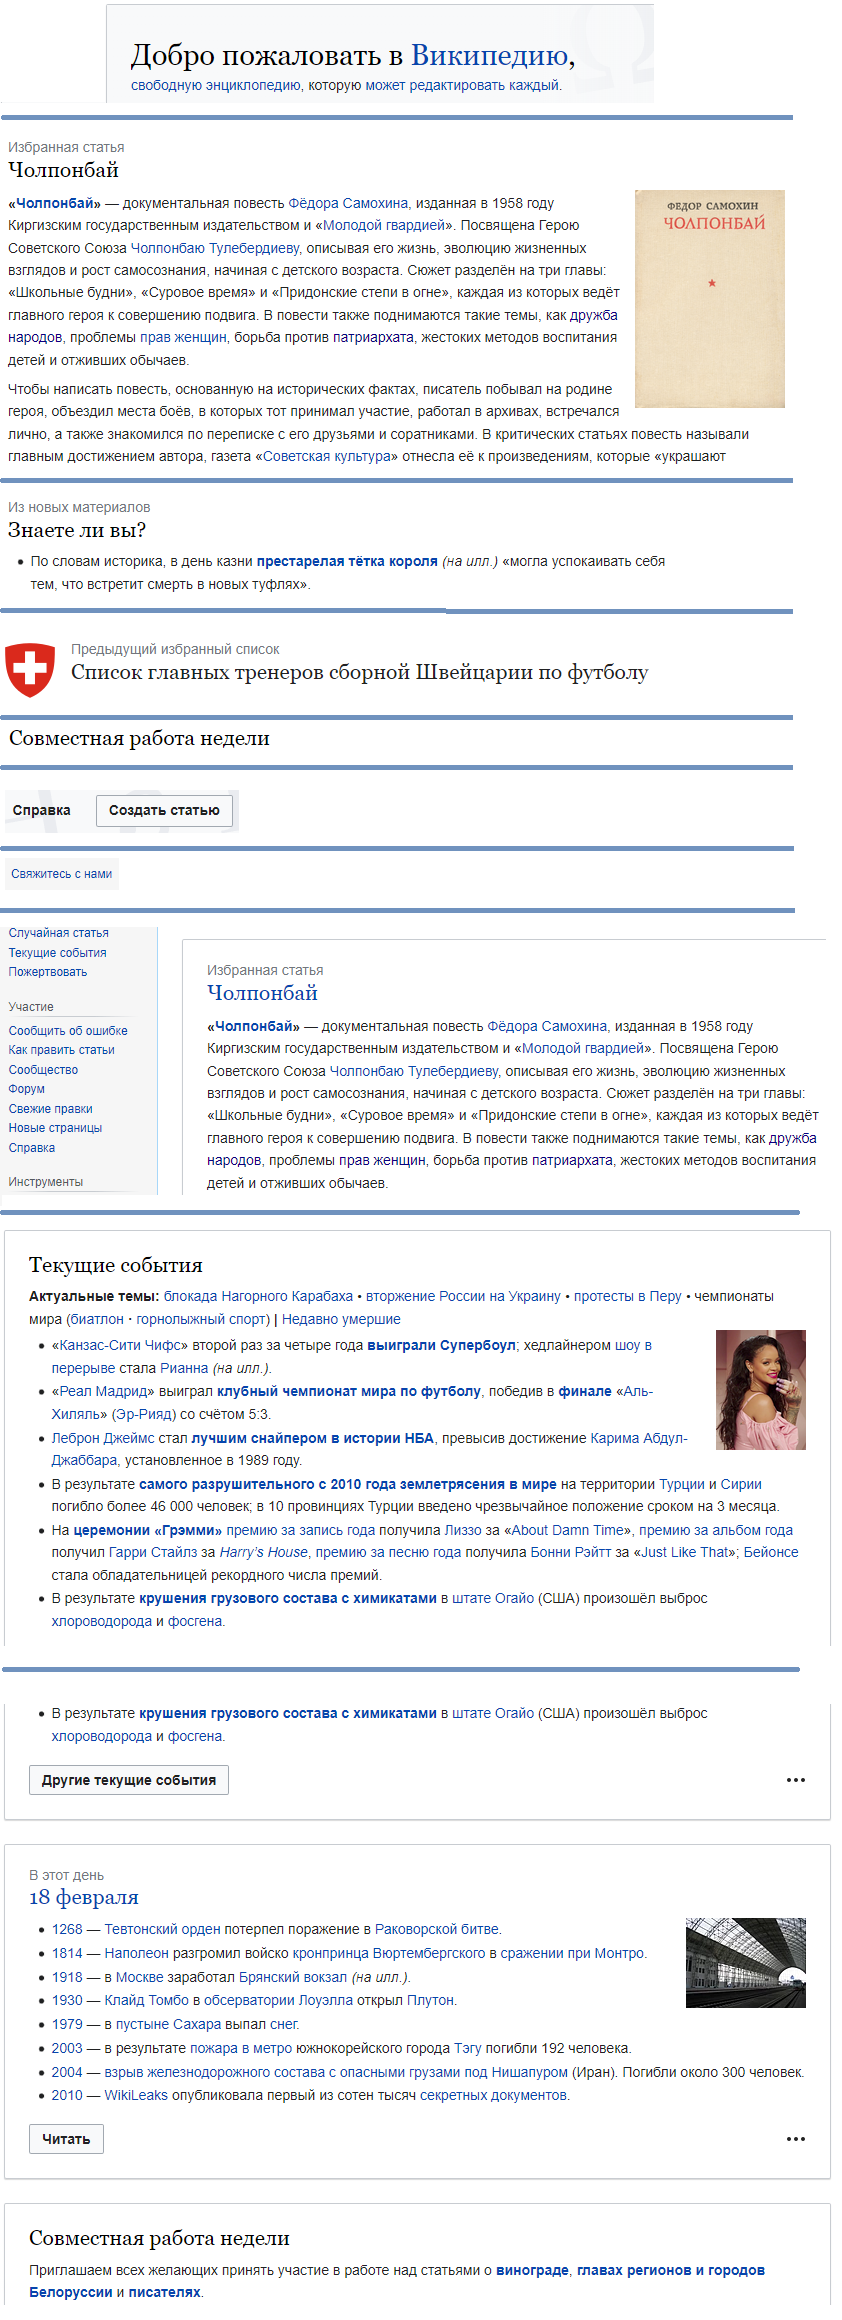 Добро пожаловать в Википедию,
свободную энциклопедию, которую может редактировать каждый.
Избранная статья
Чолпонбай
«Чолпонбай» — документальная повесть Фёдора Самохина, изданная в 1958 году
Киргизским государственным издательством и «Молодой гвардией». Посвящена Герою
Советского Союза Чолпонбаю Тулебердиеву, описывая его жизнь, эволюцию жизненных
взглядов и рост самосознания, начиная с детского возраста. Сюжет разделён на три главы:
«Школьные будни», «Суровое время» и «Придонские степи в огне», каждая из которых ведёт
главного героя к совершению подвига. В повести также поднимаются такие темы, как дружба
народов, проблемы прав женщин, борьба против патриархата, жестоких методов воспитания
детей и отживших обычаев.
ФЕДОР САМОХИН
ЧОЛПОНБАЙ
Чтобы написать повесть, основанную на исторических фактах, писатель побывал на родине
героя, объездил места боёв, в которых тот принимал участие, работал в архивах, встречался
лично, а также знакомился по переписке с его друзьями и соратниками. В критических статьях повесть называли
главным достижением автора, газета «Советская культура» отнесла её к произведениям, которые «украшают
Из новых материалов
Знаете ли вы?
• По словам историка, в день казни престарелая тётка короля (на илл.) «могла успокаивать себя
тем, что встретит смерть в новых туфлях».
Предыдущий избранный список
Список главных тренеров сборной Швейцарии по футболу
Совместная работа недели
Справка Создать статью
Свяжитесь с нами
Случайная статья
Текущие события
Пожертвовать
Участие
Сообщить об ошибке
Как править статьи
Сообщество
Форум
Свежие правки
Новые страницы
Справка
Инструменты
Избранная статья
Чолпонбай
«Чолпонбай» — документальная повесть Фёдора Самохина, изданная в 1958 году
Киргизским государственным издательством и «Молодой гвардией». Посвящена Герою
Советского Союза Чолпонбаю Тулебердиеву, описывая его жизнь, эволюцию жизненных
взглядов и рост самосознания, начиная с детского возраста. Сюжет разделён на три главы:
«Школьные будни», «Суровое время» и «Придонские степи в огне», каждая из которых ведёт
главного героя к совершению подвига. В повести также поднимаются такие темы, как дружба
народов, проблемы прав женщин, борьба против патриархата, жестоких методов воспитания
детей и отживших обычаев.
Текущие события
Актуальные темы: блокада Нагорного Карабаха • вторжение России на Украину • протесты в Перу • чемпионаты
мира (биатлон · горнолыжный спорт) | Недавно умершие
• «Канзас-Сити Чифс» второй раз за четыре года выиграли Супербоул; хедлайнером шоу в
перерыве стала Рианна (на илл.).
• «Реал Мадрид» выиграл клубный чемпионат мира по футболу, победив в финале «Аль-
Хиляль» (Эр-Рияд) со счётом 5:3.
• Леброн Джеймс стал лучшим снайпером в истории НБА, превысив достижение Карима Абдул-
Джаббара, установленное в 1989 году.
• В результате самого разрушительного с 2010 года землетрясения в мире на территории Турции и Сирии
погибло более 46 000 человек; в 10 провинциях Турции введено чрезвычайное положение сроком на 3 месяца.
• На церемонии «Грэмми» премию за запись года получила Лиззо за «About Damn Time», премию за альбом года
получил Гарри Стайлз за Harry's House, премию за песню года получила Бонни Рэйтт за «Just Like That»; Бейонсе
стала обладательницей рекордного числа премий.
• В результате крушения грузового состава с химикатами в штате Огайо (США) произошёл выброс
хлороводорода и фосгена.
• В результате крушения грузового состава с химикатами в штате Огайо (США) произошёл выброс
хлороводорода и фосгена.
Другие текущие события
В этот день
18 февраля
• 1268 — Тевтонский орден потерпел поражение в Раковорской битве.
• 1814 — Наполеон разгромил войско кронпринца Вюртембергского в сражении при Монтро.
• 1918 — в Москве заработал Брянский вокзал (на илл.).
• 1930 — Клайд Томбо в обсерватории Лоуэлла открыл Плутон.
• 1979 — в пустыне Сахара выпал снег.
• 2003 — в результате пожара в метро южнокорейского города Тэгу погибли 192 человека.
• 2004 — взрыв железнодорожного состава с опасными грузами под Нишапуром (Иран). Погибли около 300 человек.
• 2010 — WikiLeaks опубликовала первый из сотен тысяч секретных документов.
Читать
Совместная работа недели
Приглашаем всех желающих принять участие в работе над статьями о винограде, главах регионов и городов
Белоруссии и писателях.